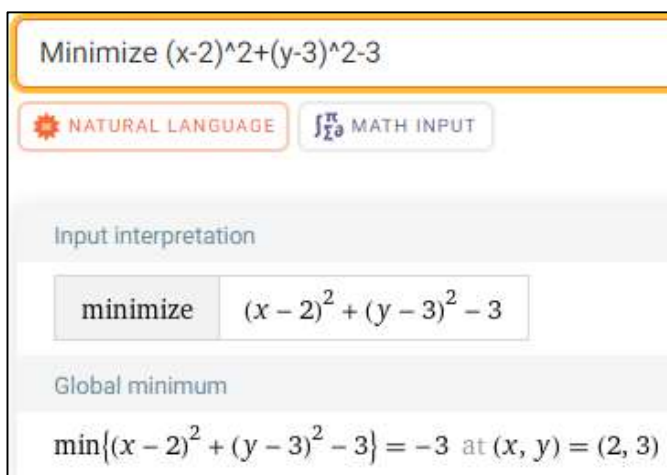 Minimize (x-2)^2+(y-3)^2-3
NATURAL LANGUAGE ∫π Σ∂ MATH INPUT
Input interpretation
minimize (x − 2)² + (y − 3)² − 3
Global minimum
min{(x − 2)² + (y − 3)² − 3} = −3 at (x, y) = (2, 3)